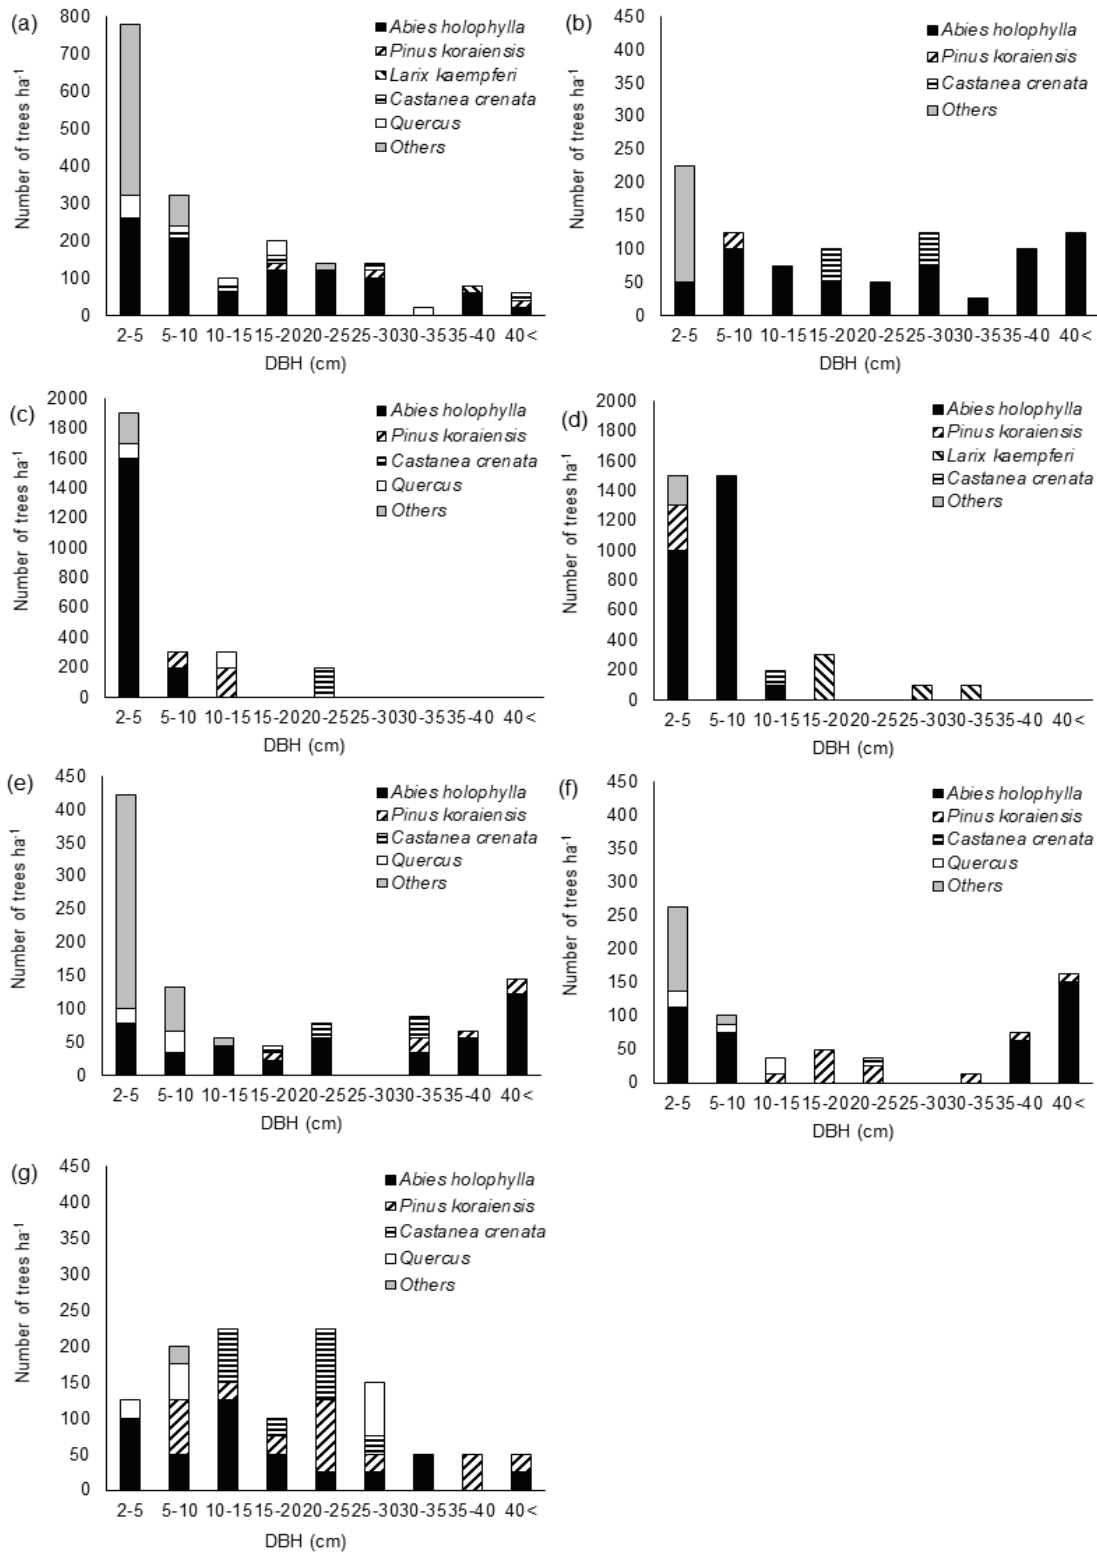 (a)
Number of trees ha-1
800
700
600
500
400
300
200
100
0
Abies holophylla
Pinus koraiensis
Larix kaempferi
Castanea crenata
Quercus
Others
2-5 5-10 10-15 15-20 20-25 25-30 30-35 35-40 40<
DBH (cm)
(b)
Number of trees ha-1
450
400
350
300
250
200
150
100
50
0
Abies holophylla
Pinus koraiensis
Castanea crenata
Others
2-5 5-10 10-15 15-20 20-25 25-30 30-35 35-40 40<
DBH (cm)
(c)
Number of trees ha-1
2000
1800
1600
1400
1200
1000
800
600
400
200
0
Abies holophylla
Pinus koraiensis
Castanea crenata
Quercus
Others
2-5 5-10 10-15 15-20 20-25 25-30 30-35 35-40 40<
DBH (cm)
(d)
Number of trees ha-1
2000
1800
1600
1400
1200
1000
800
600
400
200
0
Abies holophylla
Pinus koraiensis
Larix kaempferi
Castanea crenata
Others
2-5 5-10 10-15 15-20 20-25 25-30 30-35 35-40 40<
DBH (cm)
(e)
Number of trees ha-1
450
400
350
300
250
200
150
100
50
0
Abies holophylla
Pinus koraiensis
Castanea crenata
Quercus
Others
2-5 5-10 10-15 15-20 20-25 25-30 30-35 35-40 40<
DBH (cm)
(f)
Number of trees ha-1
450
400
350
300
250
200
150
100
50
0
Abies holophylla
Pinus koraiensis
Castanea crenata
Quercus
Others
2-5 5-10 10-15 15-20 20-25 25-30 30-35 35-40 40<
DBH (cm)
(g)
Number of trees ha-1
450
400
350
300
250
200
150
100
50
0
Abies holophylla
Pinus koraiensis
Castanea crenata
Quercus
Others
2-5 5-10 10-15 15-20 20-25 25-30 30-35 35-40 40<
DBH (cm)